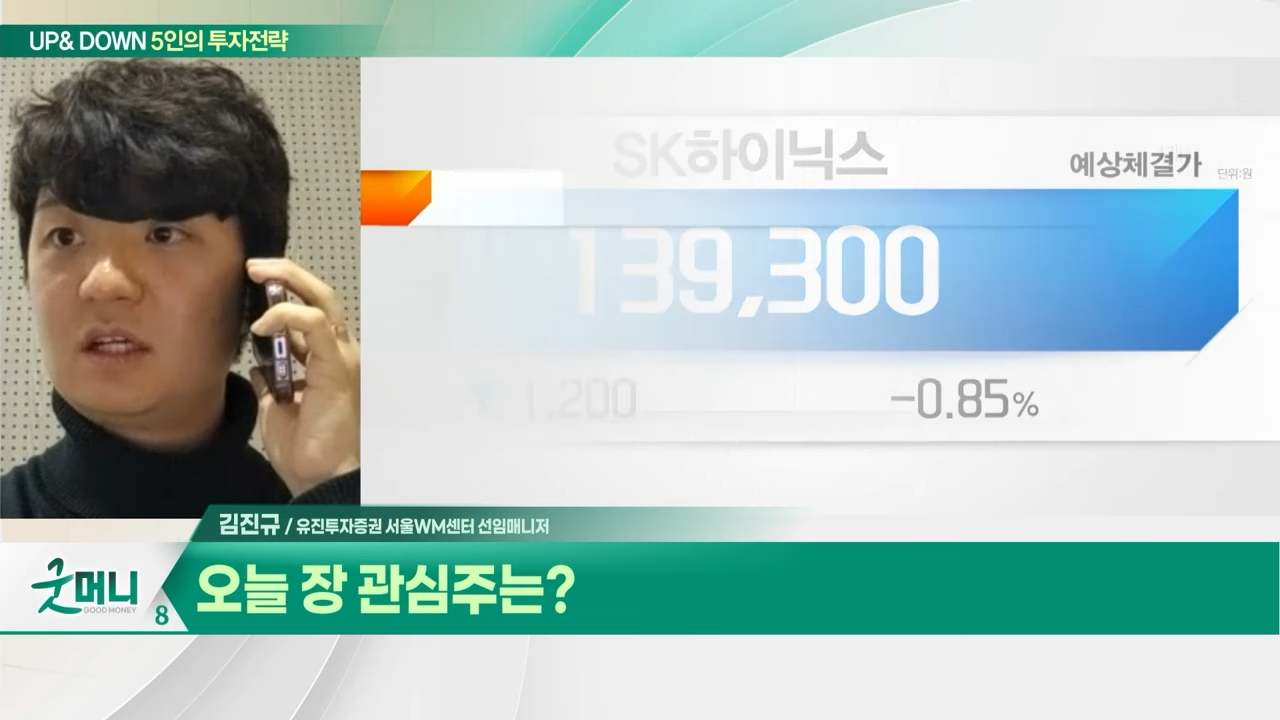 UP& DOWN 5인의 투자전략
SK하이닉스
예상체결가 단위:원
139,300
1,200 -0.85%
김진규 / 유진투자증권 서울WM센터 선임매니저
굿머니
GOOD MONEY
8
오늘 장 관심주는?